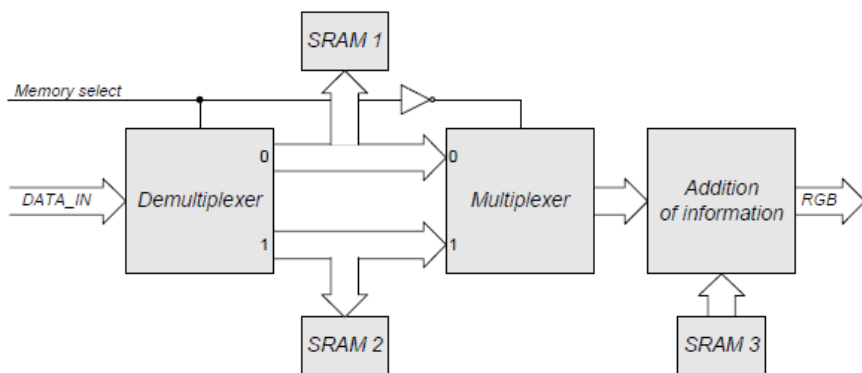 SRAM 1
Memory select
0
0
DATA_IN
Demultiplexer
Multiplexer
Addition
of information
RGB
1
1
SRAM 2
SRAM 3